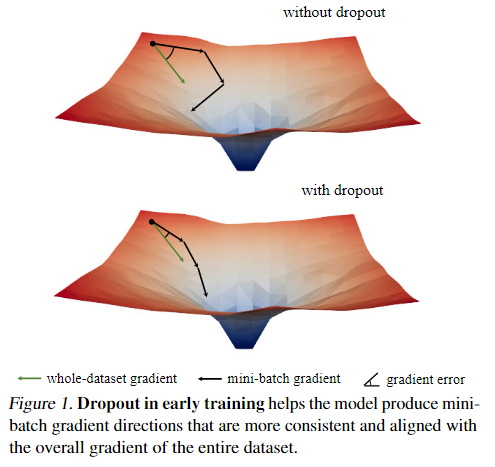 without dropout
with dropout
whole-dataset gradient mini-batch gradient gradient error
Figure 1. Dropout in early training helps the model produce mini-
batch gradient directions that are more consistent and aligned with
the overall gradient of the entire dataset.